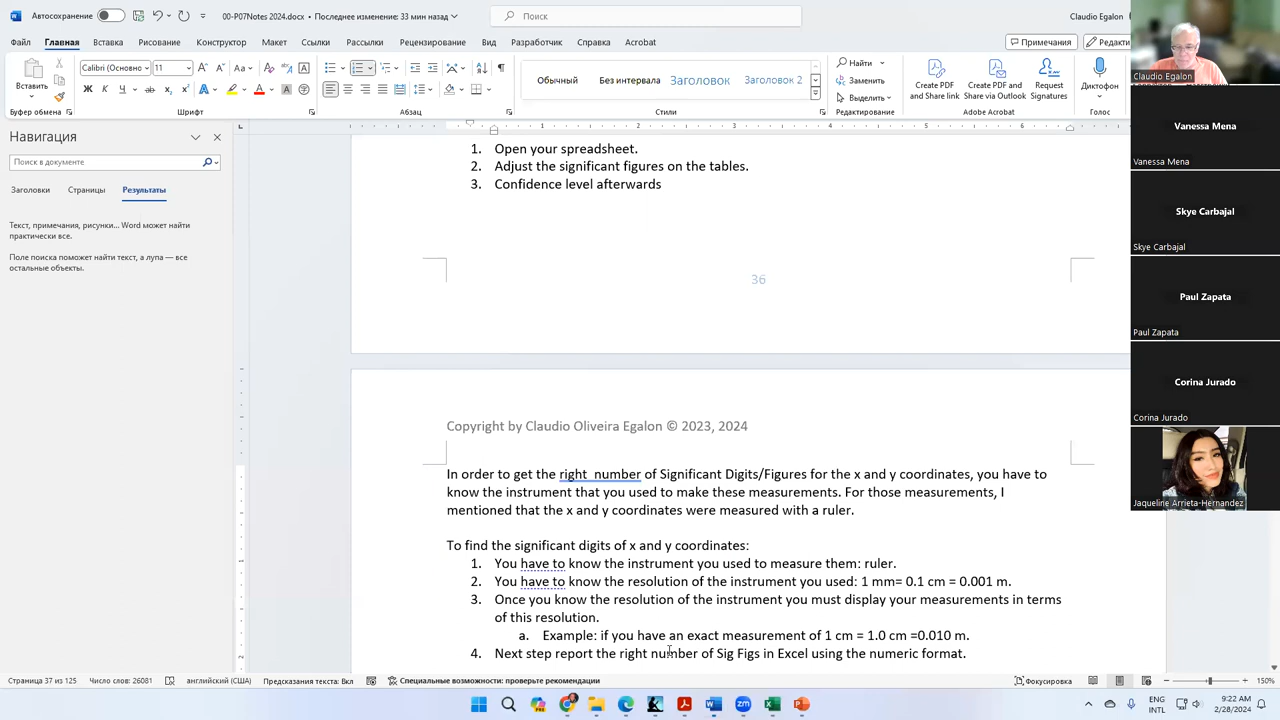 Автосохранение
00-P07Notes 2024.docx • Последнее изменение: 33 мин назад
Поиск
Claudio Egalon
Файл Главная Вставка Рисование Конструктор Макет Ссылки Рассылки Рецензирование Вид Разработчик Справка Acrobat
Примечания
Вставить
Буфер обмена
Calibri (Основно
11
Шрифт
Абзац
Обычный
Без интервала
Заголовок
Заголовок 2
Стили
Найти
Заменить
Выделить
Редактирование
Create PDF and Share link
Create PDF and Share via Outlook
Request Signatures
Adobe Acrobat
Диктофон
Голос
Навигация
Поиск в документе
Заголовки Страницы Результаты
Текст, примечания, рисунки... Word может найти
практически все.
Поле поиска поможет найти текст, а лупа — все
остальные объекты.
1. Open your spreadsheet.
2. Adjust the significant figures on the tables.
3. Confidence level afterwards
36
Copyright by Claudio Oliveira Egalon © 2023, 2024
In order to get the right number of Significant Digits/Figures for the x and y coordinates, you have to
know the instrument that you used to make these measurements. For those measurements, I
mentioned that the x and y coordinates were measured with a ruler.
To find the significant digits of x and y coordinates:
1. You have to know the instrument you used to measure them: ruler.
2. You have to know the resolution of the instrument you used: 1 mm= 0.1 cm = 0.001 m.
3. Once you know the resolution of the instrument you must display your measurements in terms
of this resolution.
a. Example: if you have an exact measurement of 1 cm = 1.0 cm =0.010 m.
4. Next step report the right number of Sig Figs in Excel using the numeric format.
Claudio Egalon
Vanessa Mena
Vanessa Mena
Skye Carbajal
Skye Carbajal
Paul Zapata
Paul Zapata
Corina Jurado
Corina Jurado
Jaqueline Arrieta-Hernandez
Страница 37 из 125
Число слов: 26081
английский (США)
Предсказания текста: Вкл
Специальные возможности: проверьте рекомендации
Фокусировка
150%
ENG
INTL
9:22 AM
2/28/2024